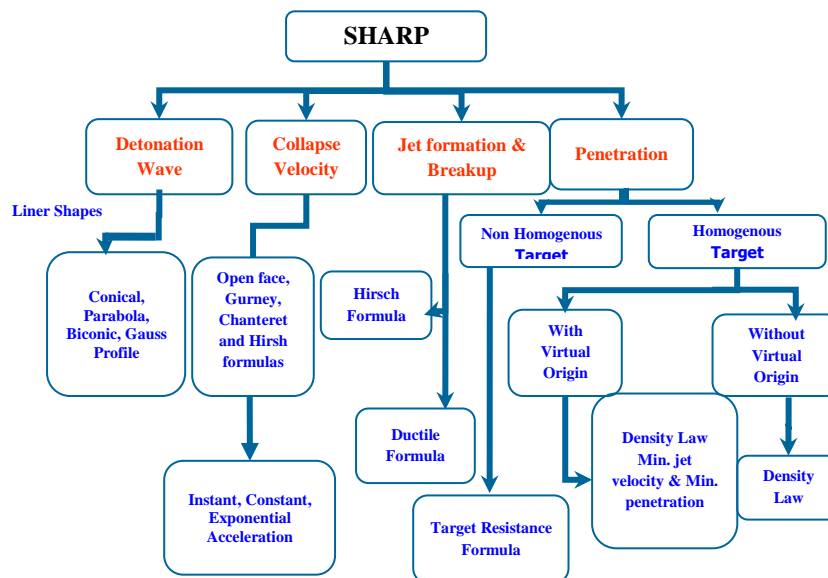 SHARP
Detonation
Wave
Collapse
Velocity
Jet formation &
Breakup
Penetration
Liner Shapes
Non Homogenous
Target
Homogenous
Target
Conical,
Parabola,
Biconic, Gauss
Profile
Open face,
Gurney,
Chanteret
and Hirsh
formulas
Hirsch
Formula
With
Virtual
Origin
Without
Virtual
Origin
Ductile
Formula
Density Law
Min. jet
velocity & Min.
penetration
Density
Law
Instant, Constant,
Exponential
Acceleration
Target Resistance
Formula